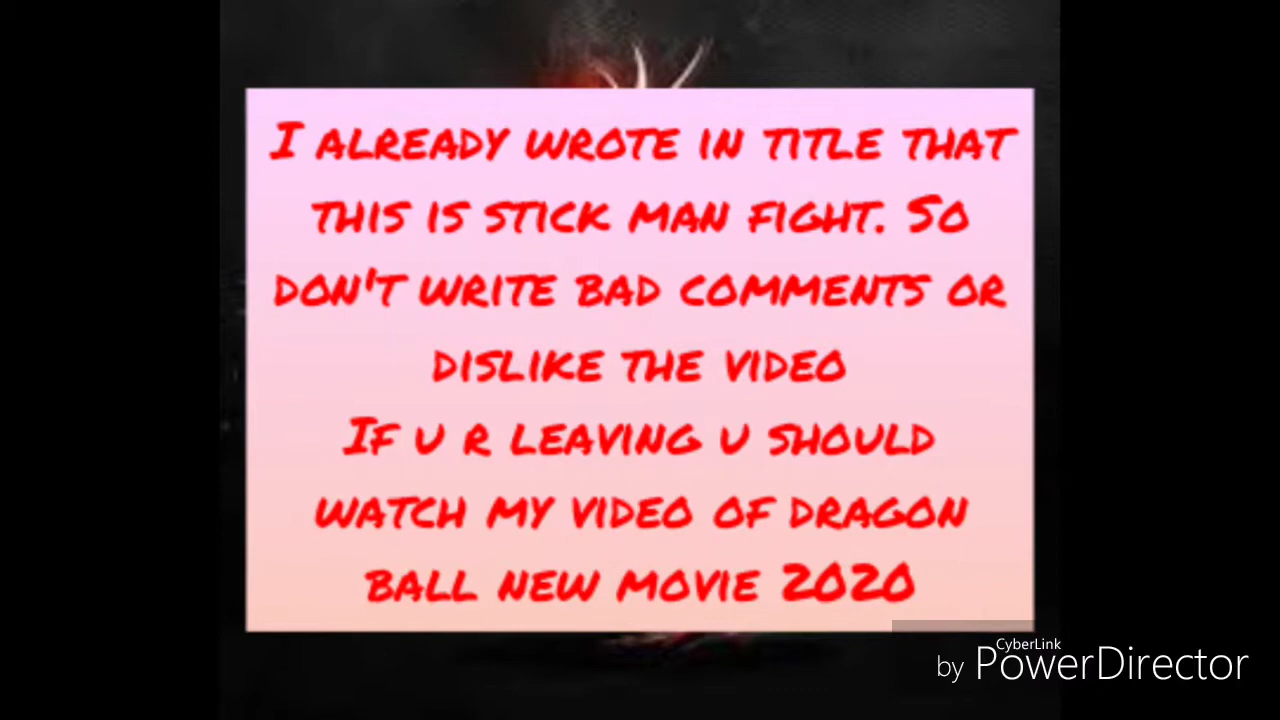 I already wrote in title that
this is stick man fight. So
don't write bad comments or
dislike the video
If u r leaving u should
watch my video of dragon
ball new movie 2020
CyberLink
by PowerDirector